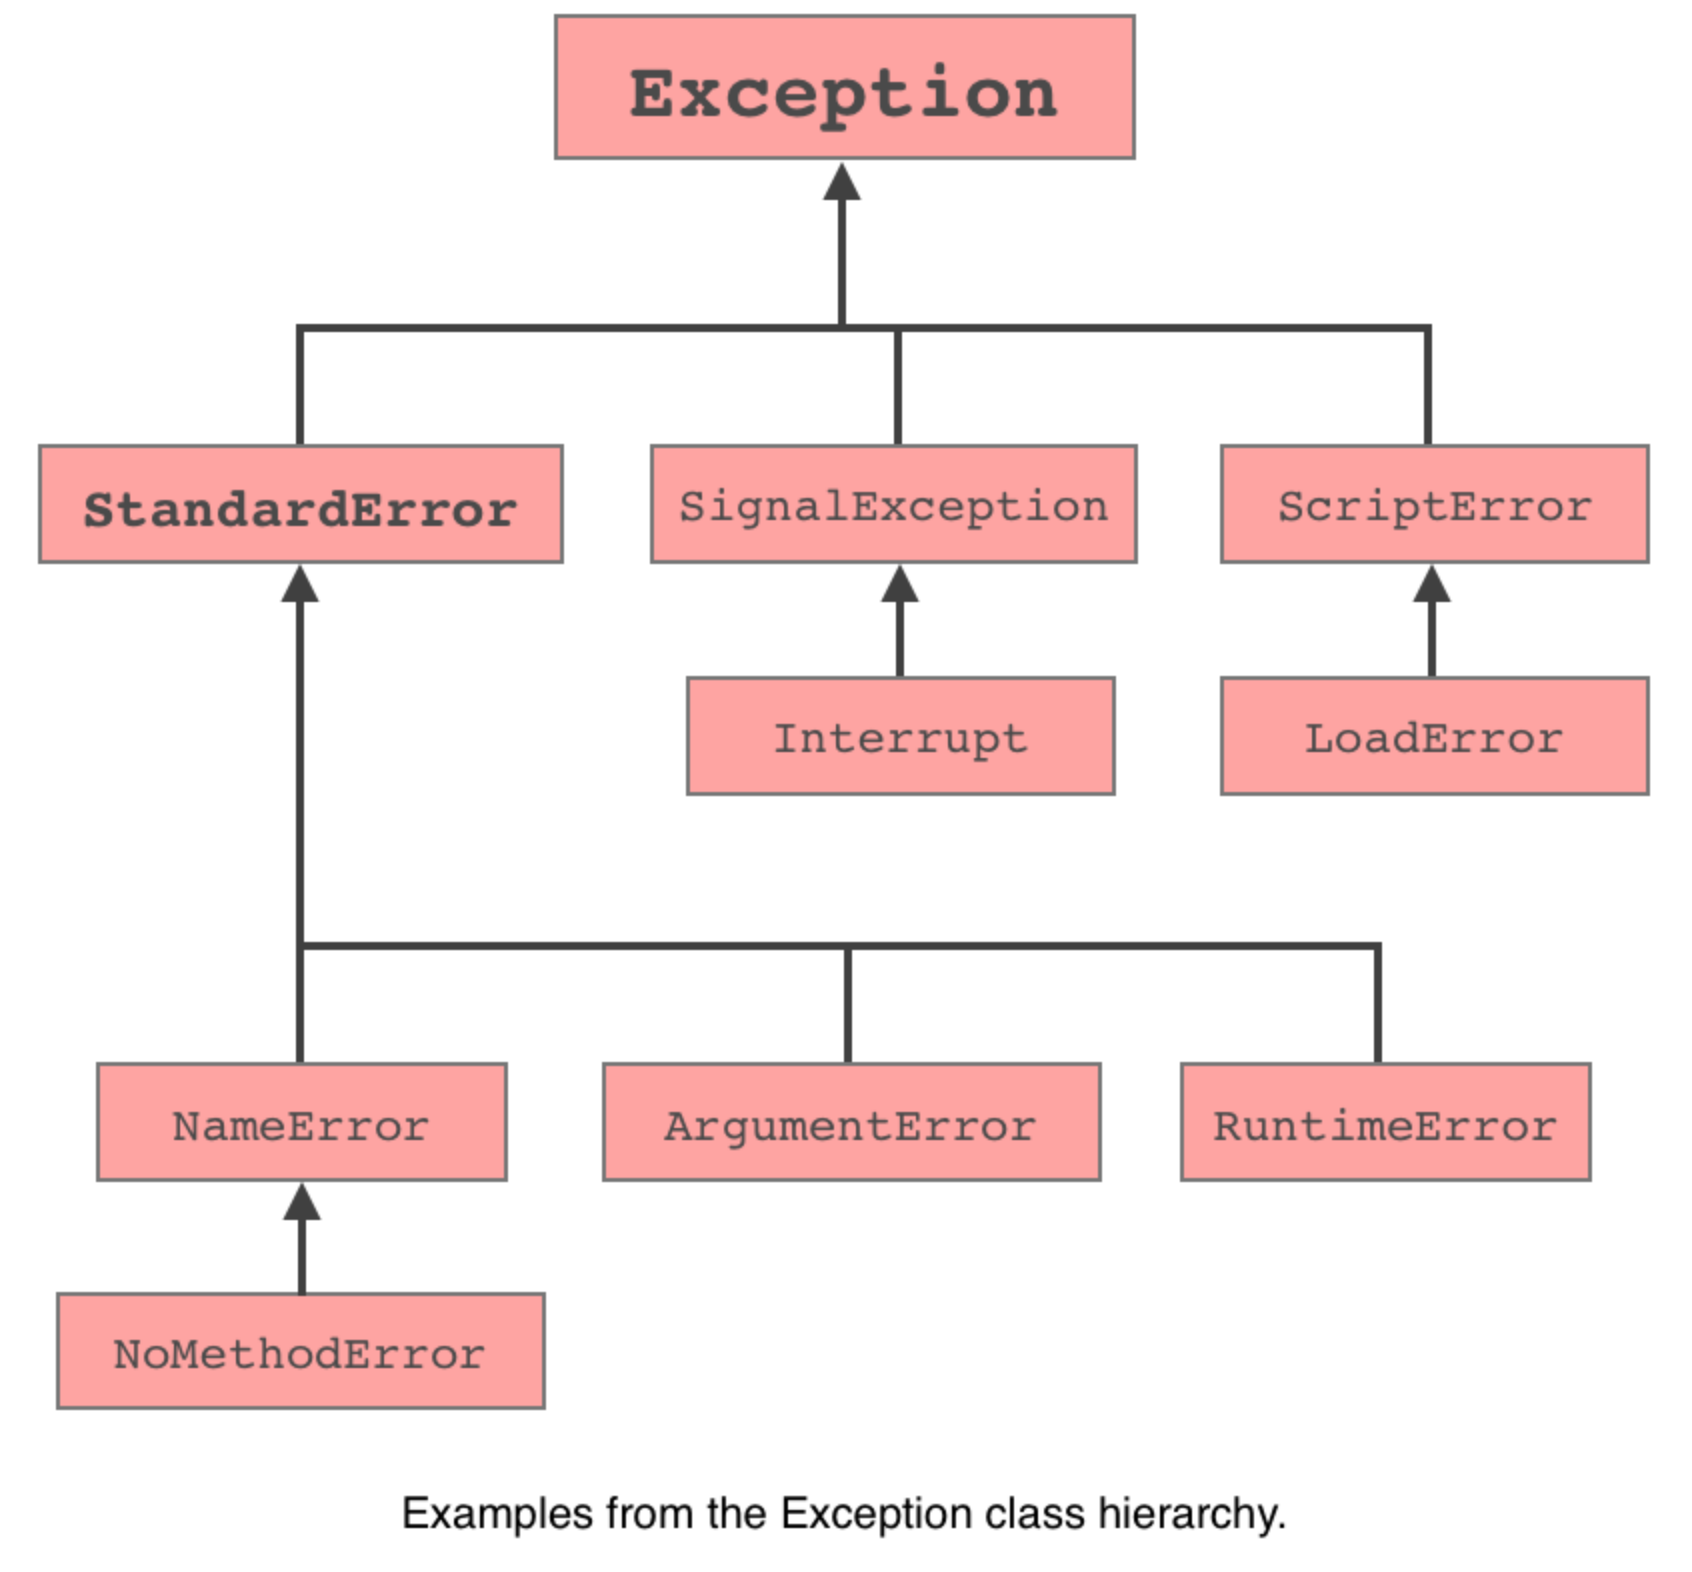 Exception
StandardError
SignalException
ScriptError
Interrupt
LoadError
NameError
ArgumentError
RuntimeError
NoMethodError
Examples from the Exception class hierarchy.